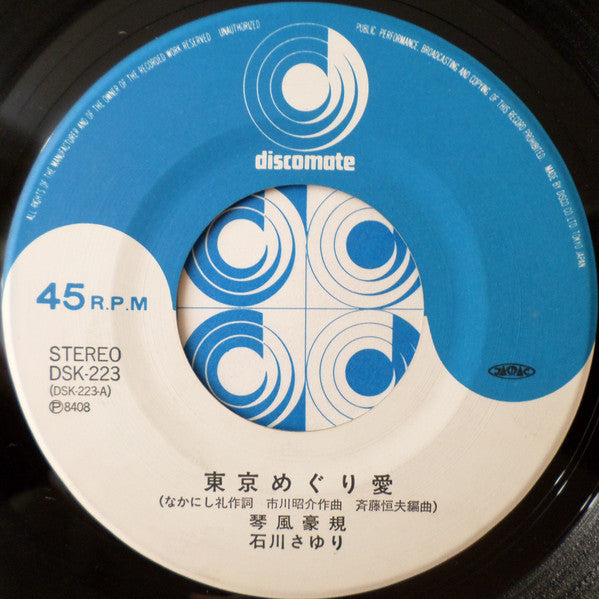 ALL RIGHTS OF THE MANUFACTURER AND OF THE OWNER OF THE RECORDED WORK RESERVED UNAUTHORIZED PUBLIC PERFORMANCE BROADCASTING AND COPYING OF THIS RECORD PROHIBITED. MADE BY DISCO CO. LTD. TOKYO JAPAN
discomate
45 R.P.M
STEREO
DSK-223
(DSK-223-A)
Ⓟ8408
JASRAC
東京めぐり愛
(なかにし礼作詞 市川昭介作曲 斉藤恒夫編曲)
琴風豪規
石川さゆり